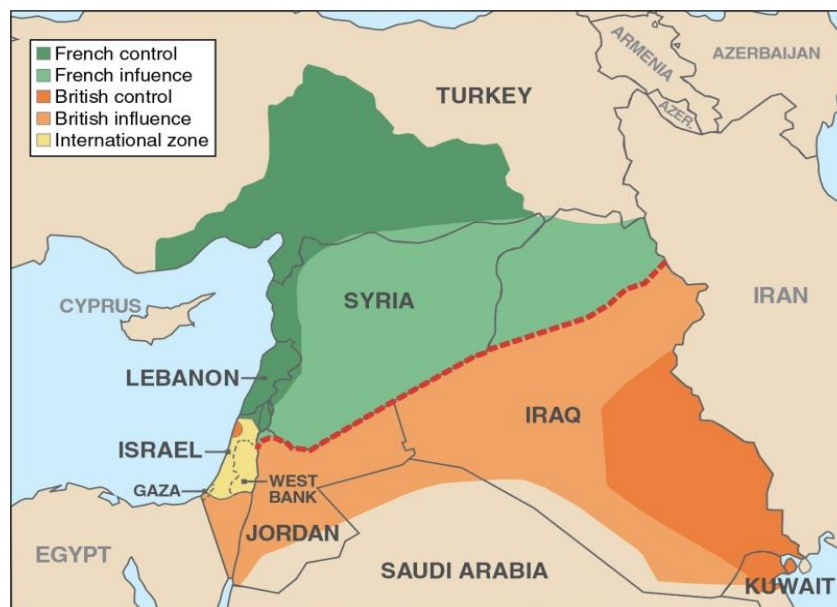 French control
French infuence
British control
British influence
International zone
TURKEY
ARMENIA
AZERBAIJAN
AZER.
CYPRUS
SYRIA
IRAN
LEBANON
IRAQ
ISRAEL
GAZA
WEST
BANK
JORDAN
EGYPT
SAUDI ARABIA
KUWAIT